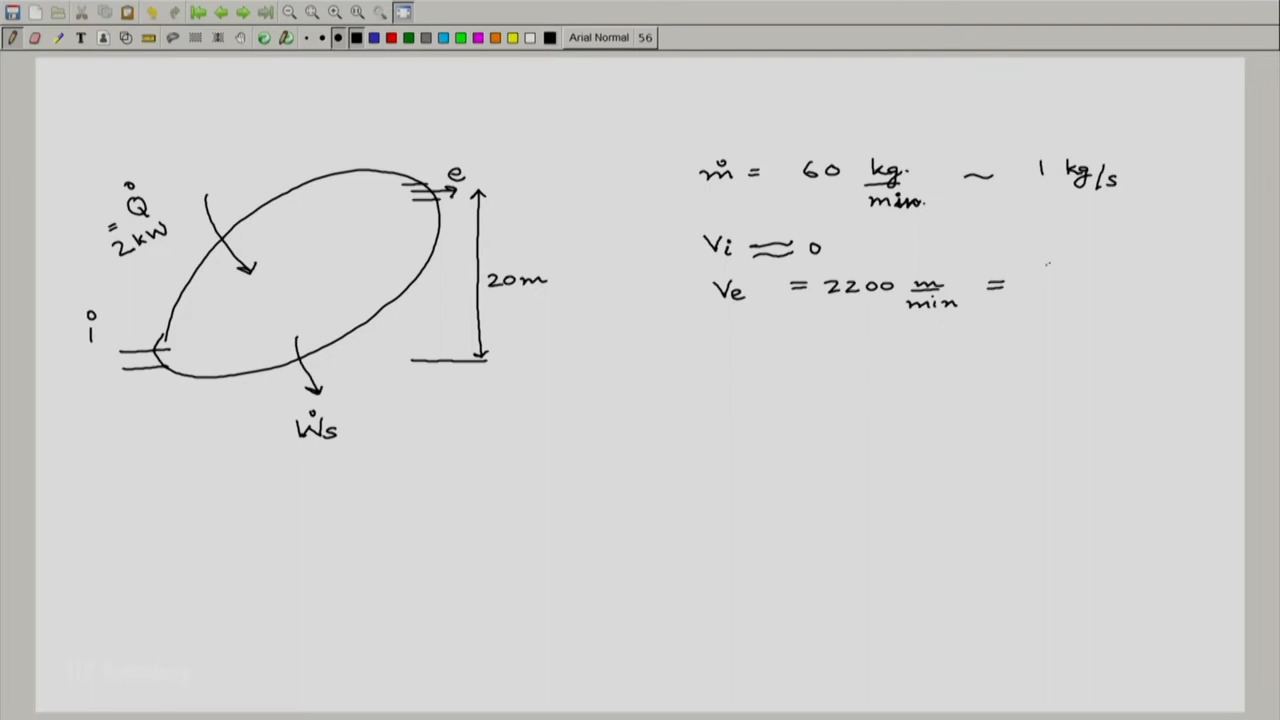 Arial Normal 56
ṁ = 60 kg/min. ~ 1 kg/s
Vi ≈ 0
Ve = 2200 m/min =
Q̇
= 2 kW
e
20m
i
Ẇs